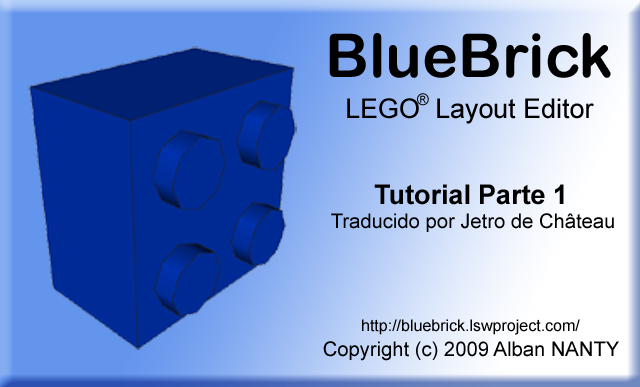 BlueBrick
LEGO® Layout Editor
Tutorial Parte 1
Traducido por Jetro de Château
http://bluebrick.lswproject.com/
Copyright (c) 2009 Alban NANTY